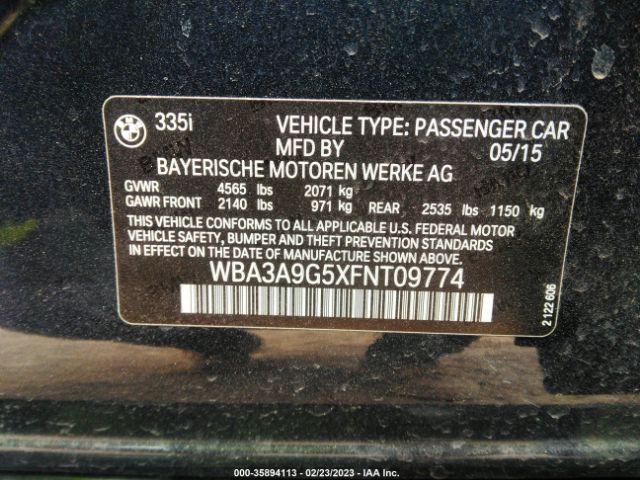 335i VEHICLE TYPE: PASSENGER CAR
MFD BY 05/15
BAYERISCHE MOTOREN WERKE AG
GVWR 4565 lbs 2071 kg
GAWR FRONT 2140 lbs 971 kg REAR 2535 lbs 1150 kg
THIS VEHICLE CONFORMS TO ALL APPLICABLE U.S. FEDERAL MOTOR
VEHICLE SAFETY, BUMPER, AND THEFT PREVENTION STANDARDS IN
EFFECT ON THE DATE OF MANUFACTURE SHOWN ABOVE.
WBA3A9G5XFNT09774
2 122 606
000-35894113 - 02/23/2023 - IAA Inc.